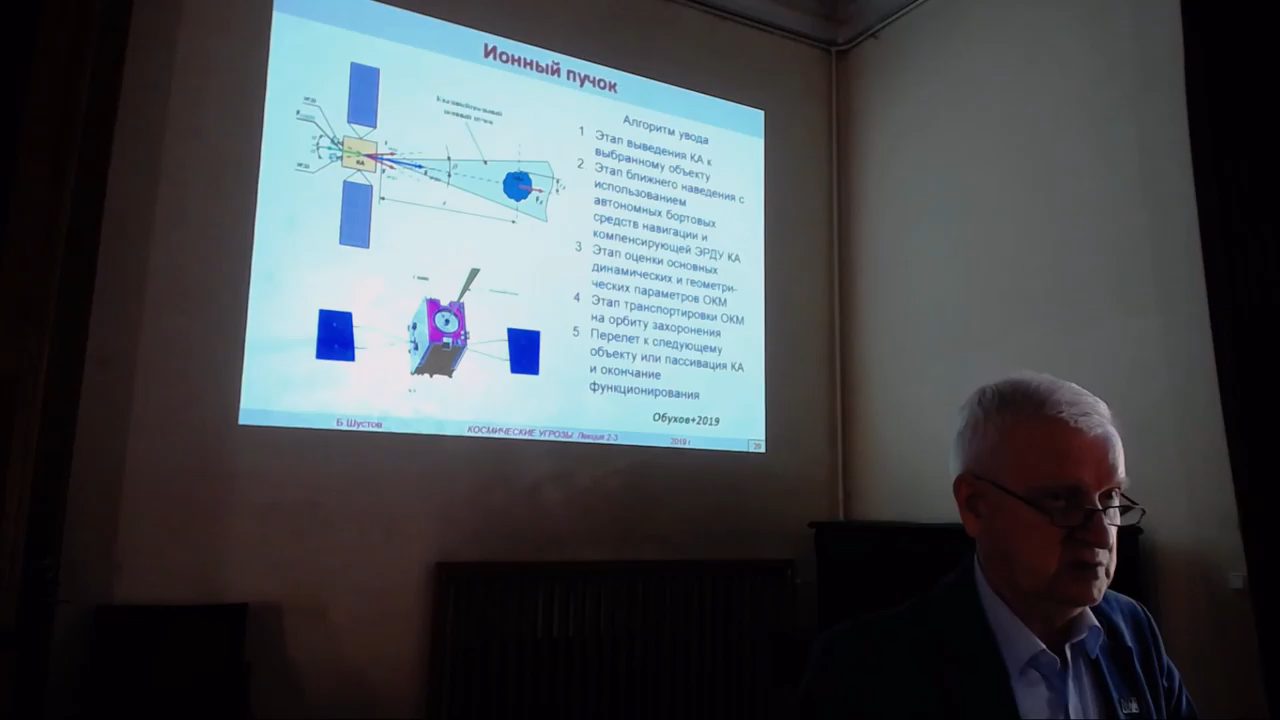 Ионный пучок
Алгоритм увода
1 Этап выведения КА к
выбранному объекту
2 Этап ближнего наведения с
использованием
автономных бортовых
средств навигации и
компенсирующей ЭРДУ КА
3 Этап оценки основных
динамических и геометри-
ческих параметров ОКМ
4 Этап транспортировки ОКМ
на орбиту захоронения
5 Перелет к следующему
объекту или пассивация КА
и окончание
функционирования
Обухов+2019
КА
Б.Шустов
КОСМИЧЕСКИЕ УГРОЗЫ. Лекция 2-3
2019 г.
20